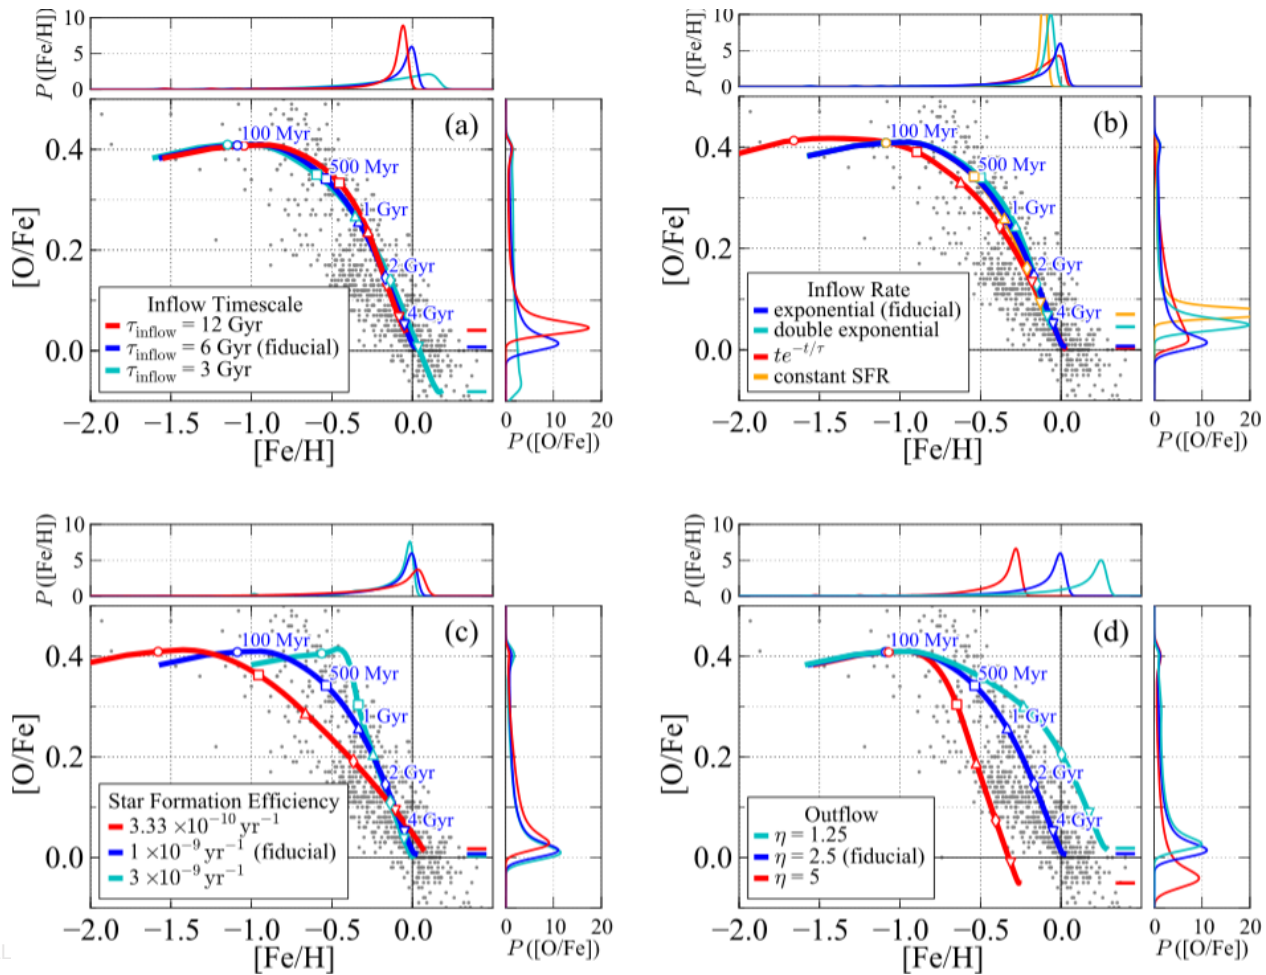 P([Fe/H])
10
5
0
(a)
100 Myr
500 Myr
1 Gyr
2 Gyr
4 Gyr
[O/Fe]
0.4
0.2
0.0
Inflow Timescale
τinflow = 12 Gyr
τinflow = 6 Gyr (fiducial)
τinflow = 3 Gyr
−2.0 −1.5 −1.0 −0.5 0.0
[Fe/H]
0 10 20
P([O/Fe])
P([Fe/H])
10
5
0
(b)
100 Myr
500 Myr
1 Gyr
2 Gyr
4 Gyr
[O/Fe]
0.4
0.2
0.0
Inflow Rate
exponential (fiducial)
double exponential
te^{−t/τ}
constant SFR
−2.0 −1.5 −1.0 −0.5 0.0
[Fe/H]
0 10 20
P([O/Fe])
P([Fe/H])
10
5
0
(c)
100 Myr
500 Myr
1 Gyr
2 Gyr
4 Gyr
[O/Fe]
0.4
0.2
0.0
Star Formation Efficiency
3.33 ×10⁻¹⁰ yr⁻¹
1 ×10⁻⁹ yr⁻¹ (fiducial)
3 ×10⁻⁹ yr⁻¹
−2.0 −1.5 −1.0 −0.5 0.0
[Fe/H]
0 10 20
P([O/Fe])
P([Fe/H])
10
5
0
(d)
100 Myr
500 Myr
1 Gyr
2 Gyr
4 Gyr
[O/Fe]
0.4
0.2
0.0
Outflow
η = 1.25
η = 2.5 (fiducial)
η = 5
−2.0 −1.5 −1.0 −0.5 0.0
[Fe/H]
0 10 20
P([O/Fe])